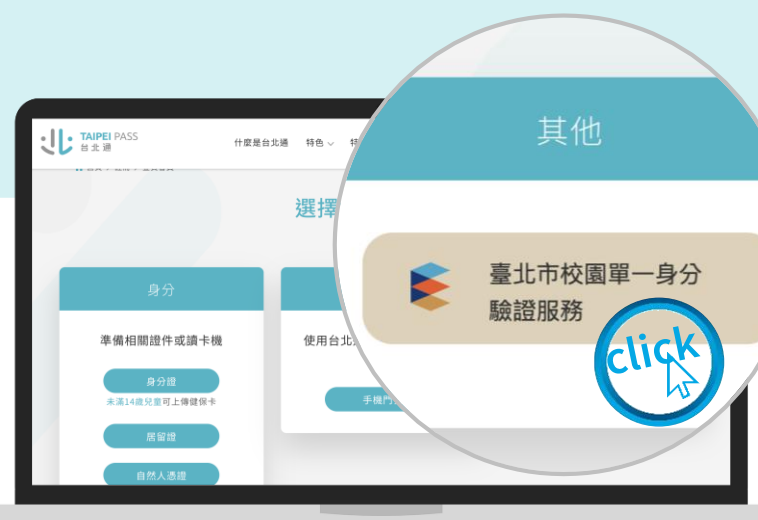 TAIPEI PASS
台北通
什麼是台北通
特色
選擇
身分
準備相關證件或讀卡機
身分證
未滿14歲兒童可上傳健保卡
居留證
自然人憑證
使用台北
手機門
其他
臺北市校園單一身分
驗證服務
click